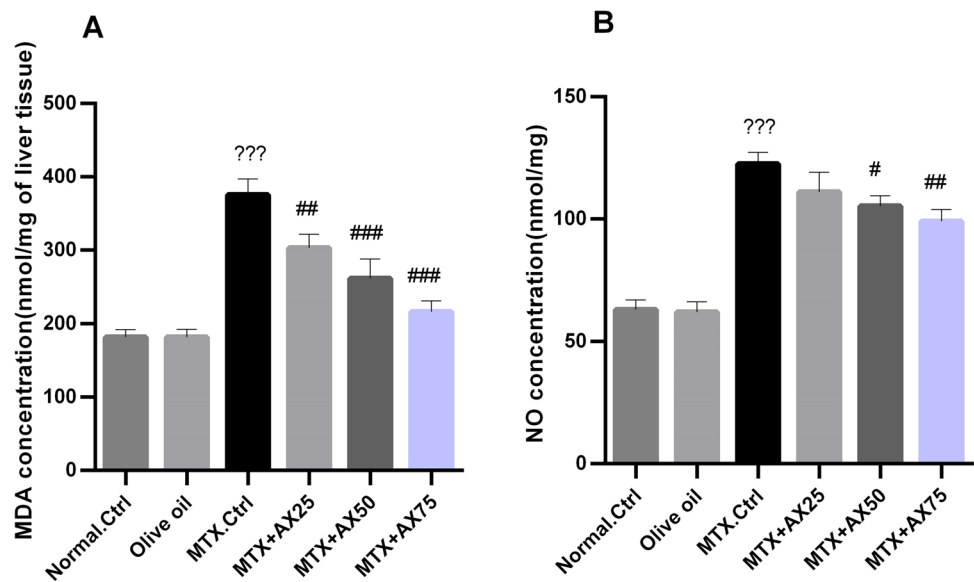 A
MDA concentration(nmol/mg of liver tissue)
500
400
300
200
100
0
???
##
###
###
Normal.Ctrl
Olive oil
MTX.Ctrl
MTX+AX25
MTX+AX50
MTX+AX75
B
NO concentration(nmol/mg)
150
100
50
0
???
#
##
Normal.Ctrl
Olive oil
MTX.Ctrl
MTX+AX25
MTX+AX50
MTX+AX75